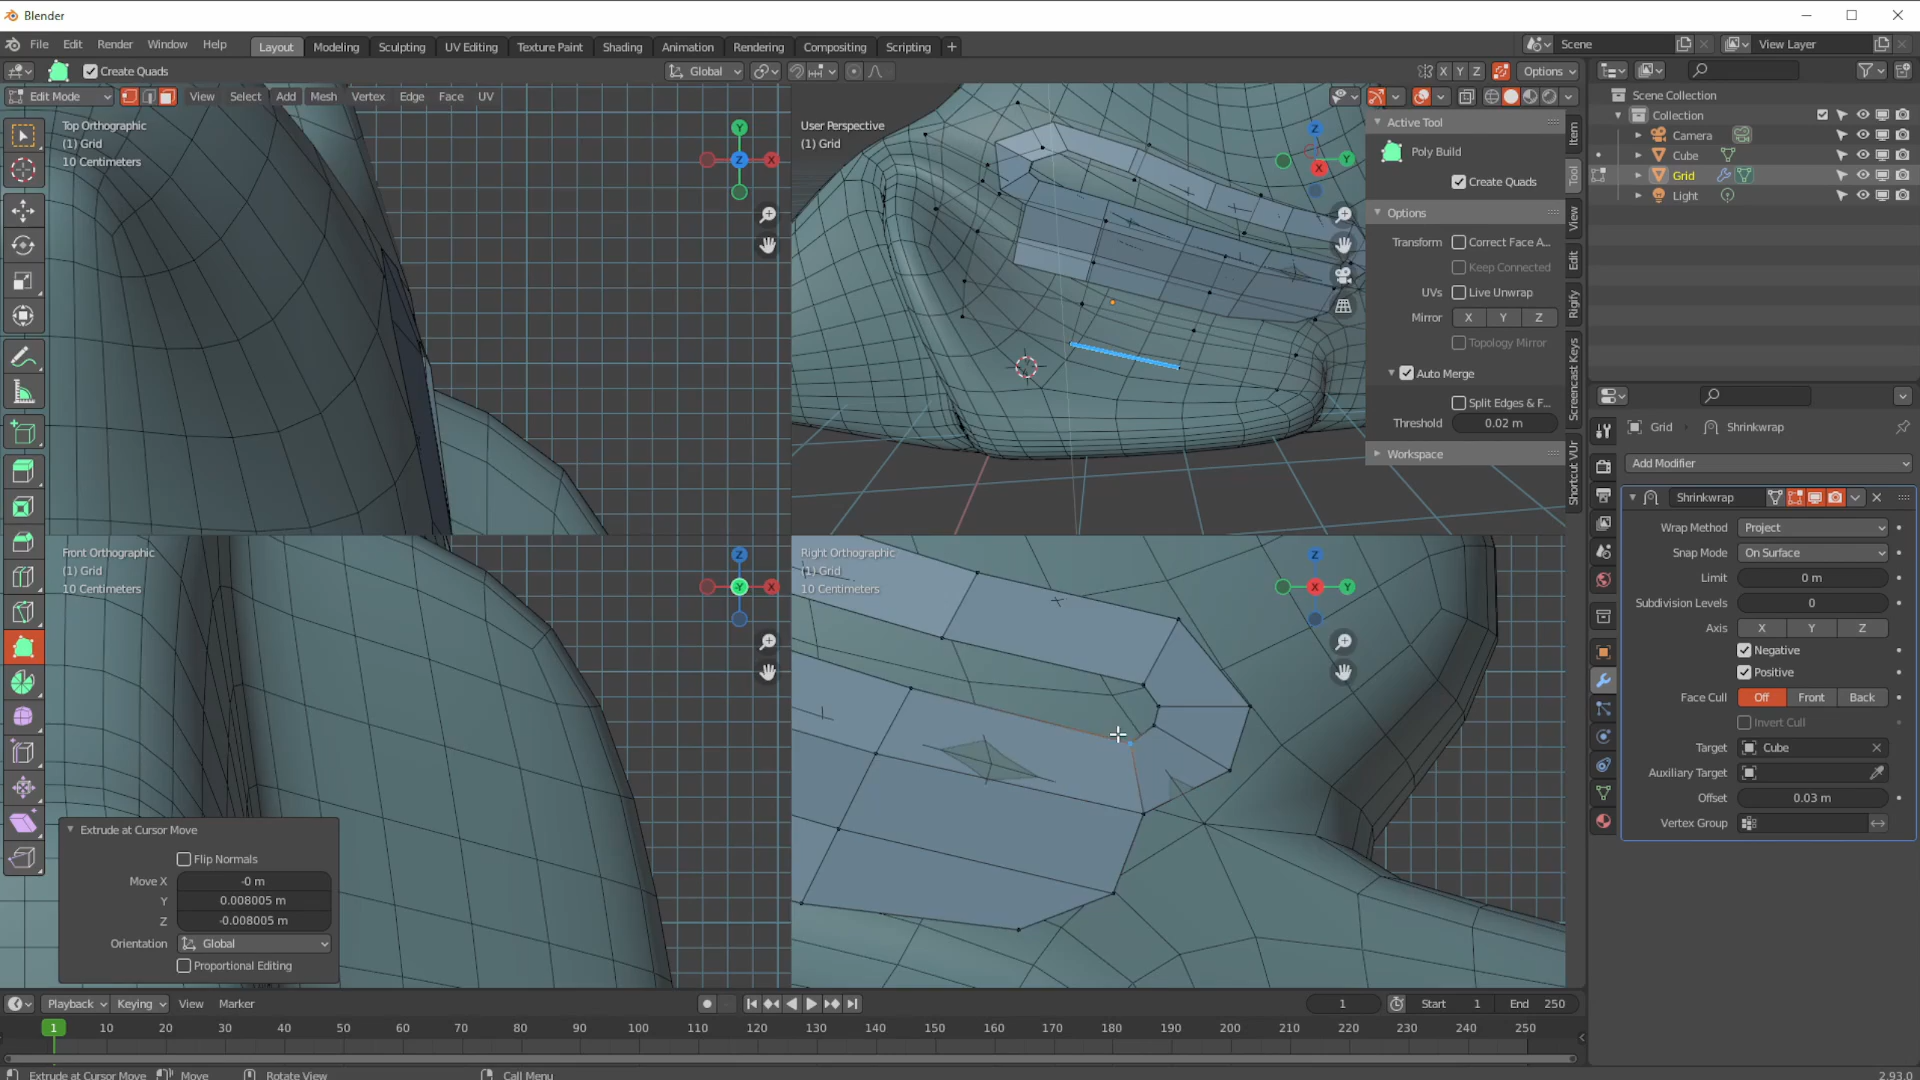 Blender
File Edit Render Window Help Layout Modeling Sculpting UV Editing Texture Paint Shading Animation Rendering Compositing Scripting + Scene View Layer
Create Quads Global X Y Z Options
Edit Mode View Select Add Mesh Vertex Edge Face UV
Top Orthographic
(1) Grid
10 Centimeters
Y
Z X
User Perspective
(1) Grid
Z
Y
X
Front Orthographic
(1) Grid
10 Centimeters
Z
Y X
Right Orthographic
(1) Grid
10 Centimeters
Z
X Y
Active Tool
Poly Build
Create Quads
Options
Transform Correct Face A...
Keep Connected
UVs Live Unwrap
Mirror X Y Z
Topology Mirror
Auto Merge
Split Edges & F...
Threshold 0.02 m
Workspace
Item
Tool
View
Edit
Rigify
Screencast Keys
Shortcut VUr
Scene Collection
Collection
Camera
Cube
Grid
Light
Grid Shrinkwrap
Add Modifier
Shrinkwrap
Wrap Method Project
Snap Mode On Surface
Limit 0 m
Subdivision Levels 0
Axis X Y Z
Negative
Positive
Face Cull Off Front Back
Invert Cull
Target Cube
Auxiliary Target
Offset 0.03 m
Vertex Group
Extrude at Cursor Move
Flip Normals
Move X -0 m
Y 0.008005 m
Z -0.008005 m
Orientation Global
Proportional Editing
Playback Keying View Marker 1 Start 1 End 250
1 10 20 30 40 50 60 70 80 90 100 110 120 130 140 150 160 170 180 190 200 210 220 230 240 250
Extrude at Cursor Move Move Rotate View Call Menu 2.93.0